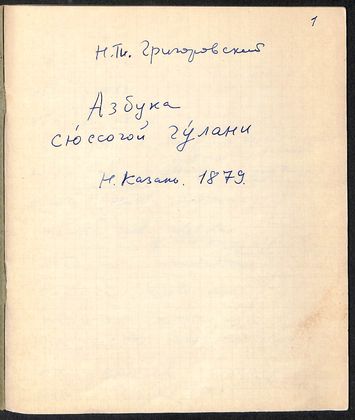 1
Н.П. Григоровский
Азбука
сю́ссогой гу́лани
Н. Казань. 1879.